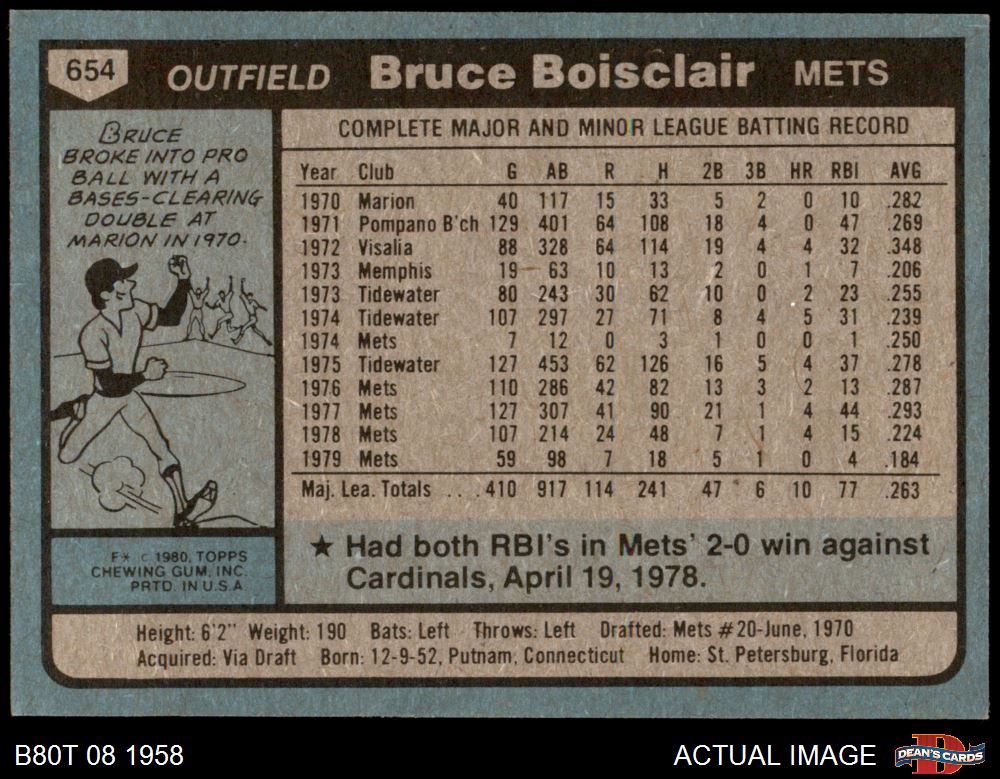 654 OUTFIELD Bruce Boisclair METS
BRUCE
BROKE INTO PRO
BALL WITH A
BASES-CLEARING
DOUBLE AT
MARION IN 1970.
COMPLETE MAJOR AND MINOR LEAGUE BATTING RECORD
Year Club G AB R H 2B 3B HR RBI AVG
1970 Marion 40 117 15 33 5 2 0 10 .282
1971 Pompano B'ch 129 401 64 108 18 4 0 47 .269
1972 Visalia 88 328 64 114 19 4 4 32 .348
1973 Memphis 19 63 10 13 2 0 1 7 .206
1973 Tidewater 80 243 30 62 10 0 2 23 .255
1974 Tidewater 107 297 27 71 8 4 5 31 .239
1974 Mets 7 12 0 3 1 0 0 1 .250
1975 Tidewater 127 453 62 126 16 5 4 37 .278
1976 Mets 110 286 42 82 13 3 2 13 .287
1977 Mets 127 307 41 90 21 1 4 44 .293
1978 Mets 107 214 24 48 7 1 4 15 .224
1979 Mets 59 98 7 18 5 1 0 4 .184
Maj. Lea. Totals ... 410 917 114 241 47 6 10 77 .263
★ Had both RBI's in Mets' 2-0 win against
Cardinals, April 19, 1978.
F* © 1980, TOPPS
CHEWING GUM, INC.
PRTD. IN U.S.A.
Height: 6'2" Weight: 190 Bats: Left Throws: Left Drafted: Mets #20-June, 1970
Acquired: Via Draft Born: 12-9-52, Putnam, Connecticut Home: St. Petersburg, Florida
B80T 08 1958 ACTUAL IMAGE DEAN'S CARDS